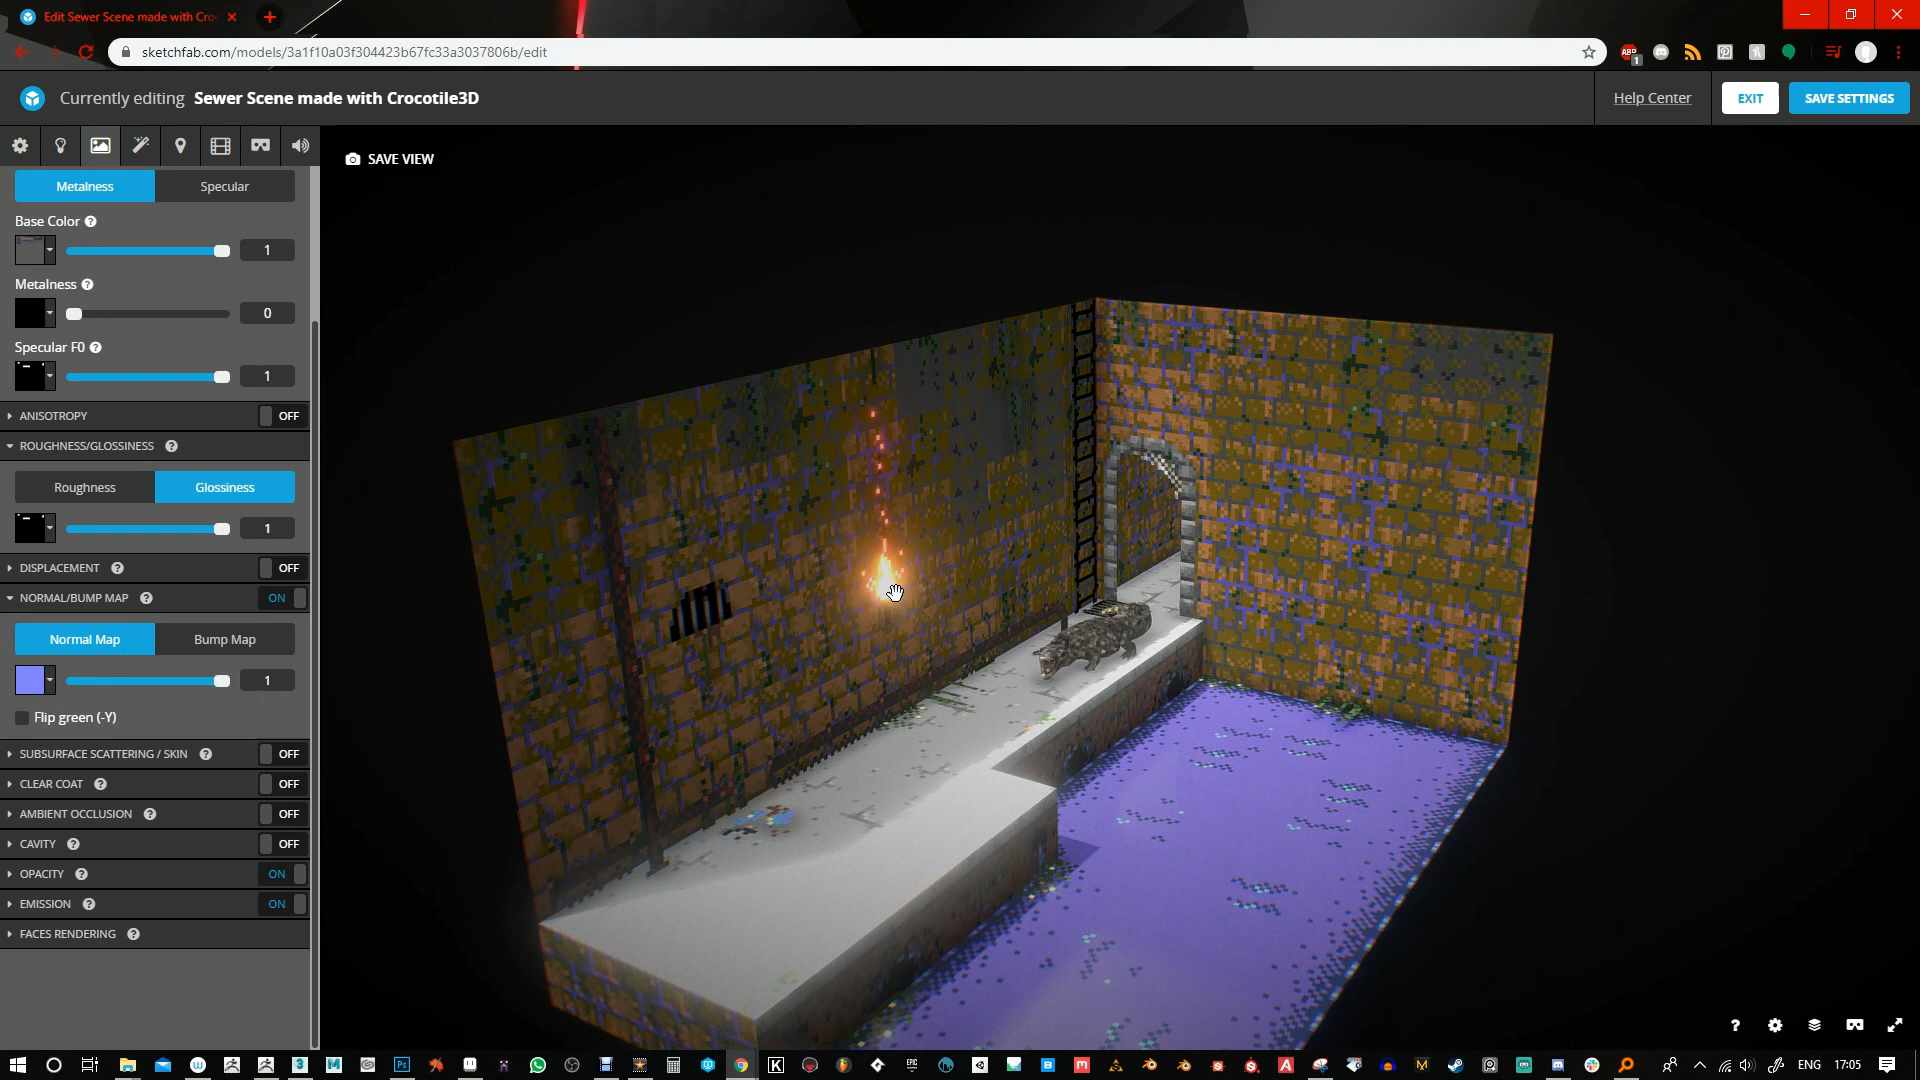 Edit Sewer Scene made with Cro
sketchfab.com/models/3a1f10a03f304423b67fc33a3037806b/edit
Currently editing Sewer Scene made with Crocotile3D
Help Center
EXIT
SAVE SETTINGS
SAVE VIEW
Metalness
Specular
Base Color
1
Metalness
0
Specular F0
1
ANISOTROPY
OFF
ROUGHNESS/GLOSSINESS
Roughness
Glossiness
1
DISPLACEMENT
OFF
NORMAL/BUMP MAP
ON
Normal Map
Bump Map
1
Flip green (-Y)
SUBSURFACE SCATTERING / SKIN
OFF
CLEAR COAT
OFF
AMBIENT OCCLUSION
OFF
CAVITY
OFF
OPACITY
ON
EMISSION
ON
FACES RENDERING
ENG
17:05